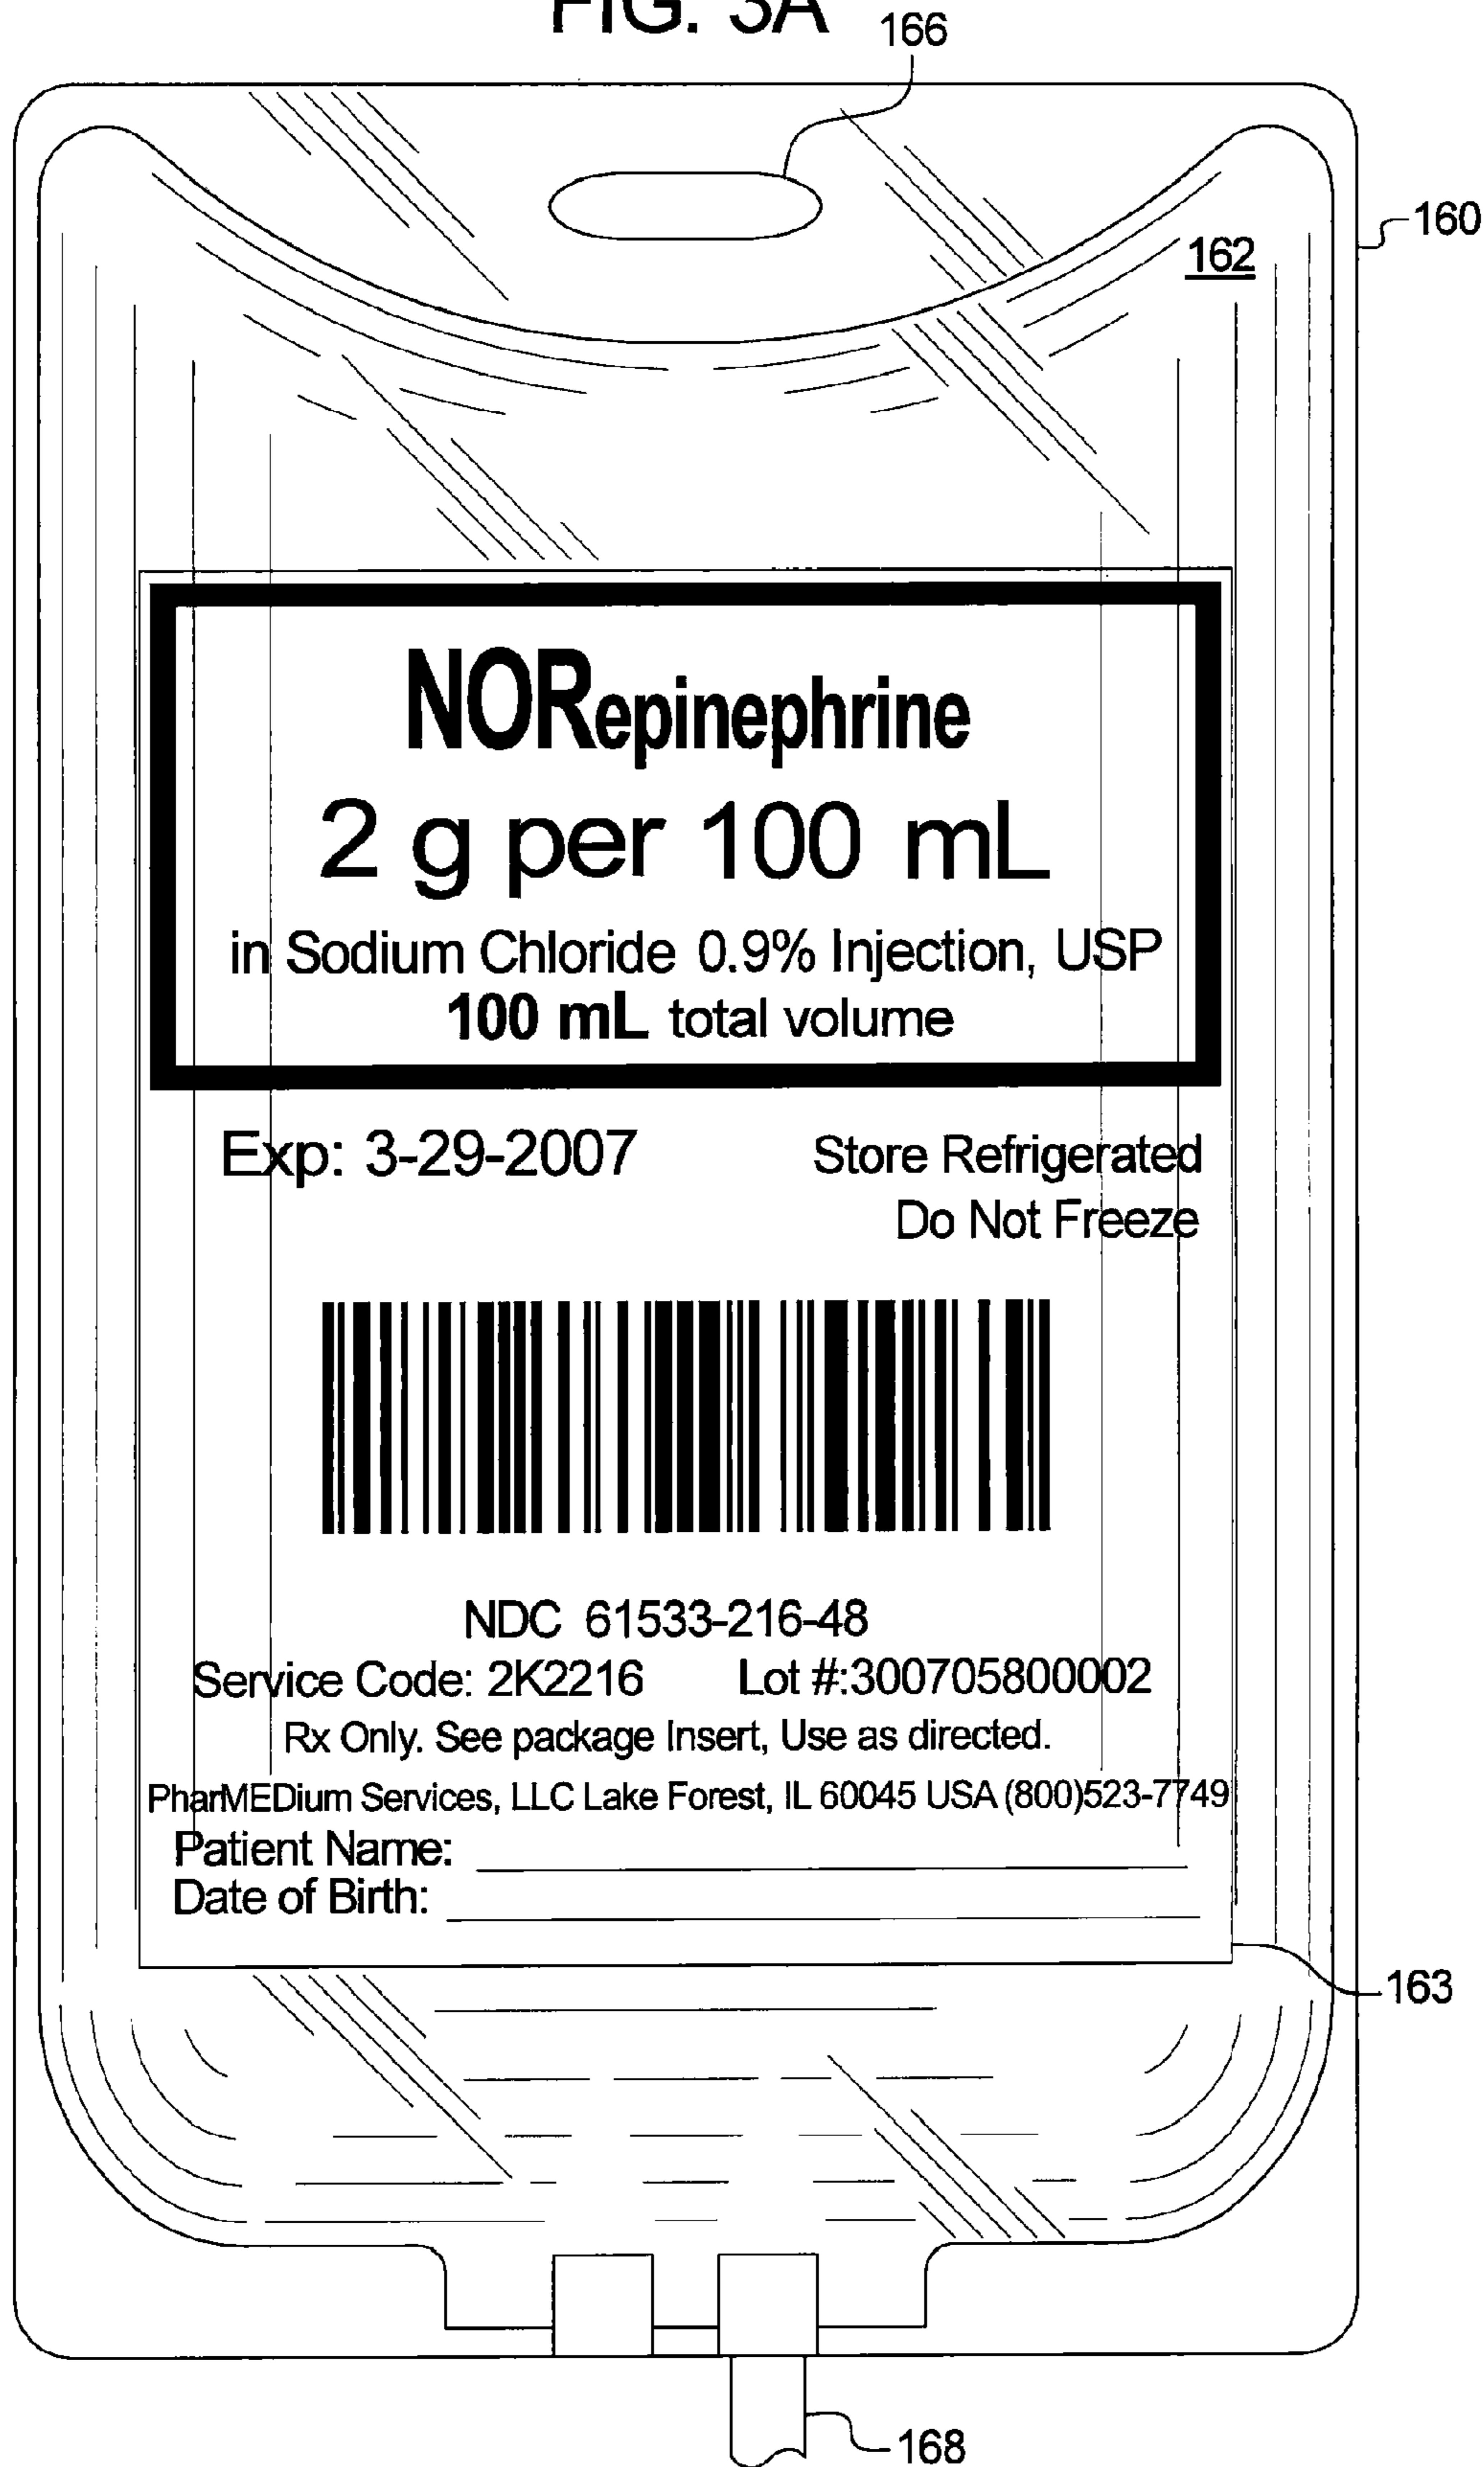 FIG. 3A
166
160
162
NORepinephrine
2 g per 100 mL
in Sodium Chloride 0.9% Injection, USP
100 mL total volume
Exp: 3-29-2007
Store Refrigerated
Do Not Freeze
NDC 61533-216-48
Service Code: 2K2216 Lot #:300705800002
Rx Only. See package Insert, Use as directed.
PharMEDium Services, LLC Lake Forest, IL 60045 USA (800)523-7749
Patient Name:
Date of Birth:
163
168